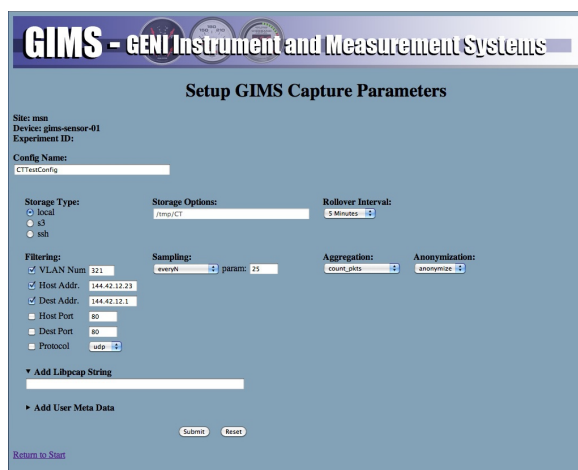 GIMS - GENI Instrument and Measurement Systems
Setup GIMS Capture Parameters
Site: msn
Device: gims-sensor-01
Experiment ID:
Config Name:
CTTestConfig
Storage Type: Storage Options: Rollover Interval:
local /tmp/CT 5 Minutes
s3
ssh
Filtering: Sampling: Aggregation: Anonymization:
VLAN Num 321 everyN param: 25 count_pkts anonymize
Host Addr. 144.42.12.23
Dest Addr. 144.42.12.1
Host Port 80
Dest Port 80
Protocol udp
Add Libpcap String
Add User Meta Data
Submit Reset
Return to Start